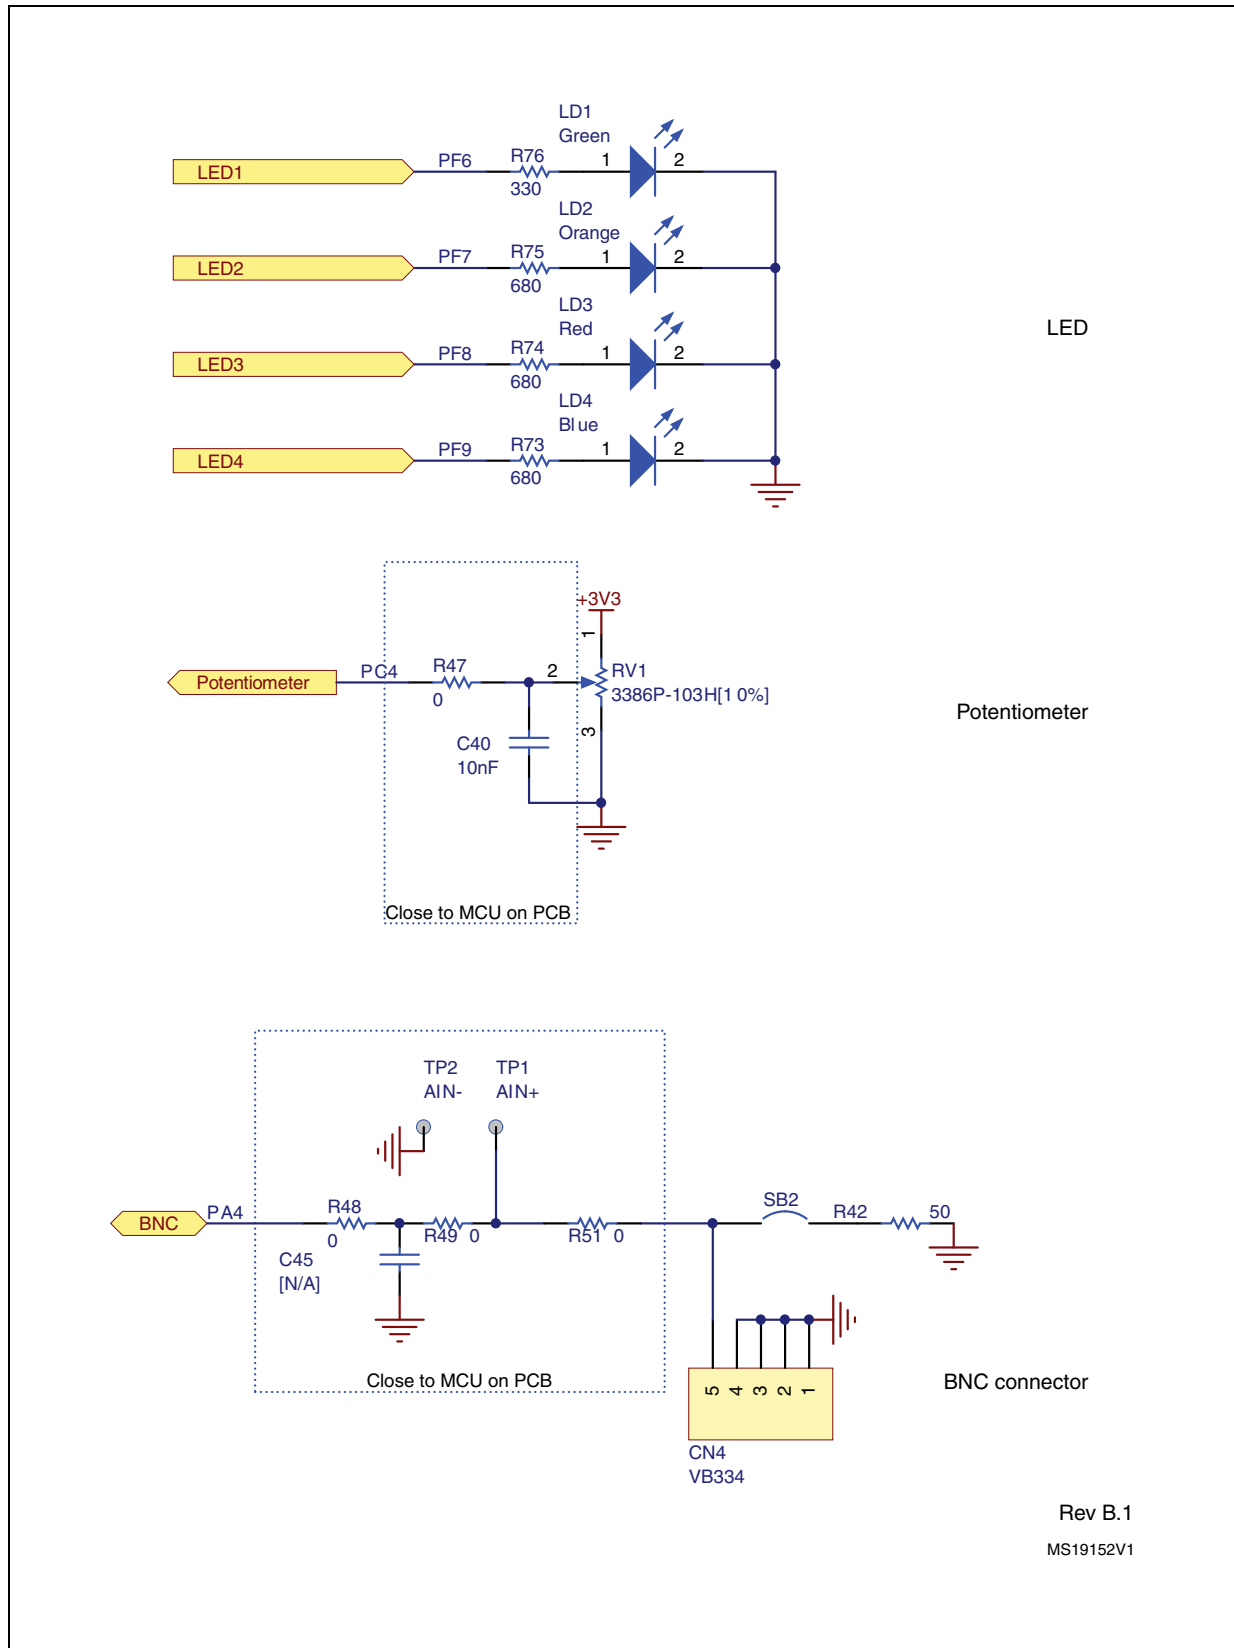 LD1
Green
LED1
PF6
R76
330
1
2
LD2
Orange
LED2
PF7
R75
680
1
2
LD3
Red
LED3
PF8
R74
680
1
2
LED
LD4
Blue
LED4
PF9
R73
680
1
2
+3V3
1
Potentiometer
PC4
R47
0
2
RV1
3386P-103H[10%]
3
C40
10nF
Potentiometer
Close to MCU on PCB
TP2
AIN-
TP1
AIN+
BNC
PA4
R48
0
R49 0
R51 0
C45
[N/A]
SB2
R42
50
Close to MCU on PCB
5
4
3
2
1
CN4
VB334
BNC connector
Rev B.1
MS19152V1